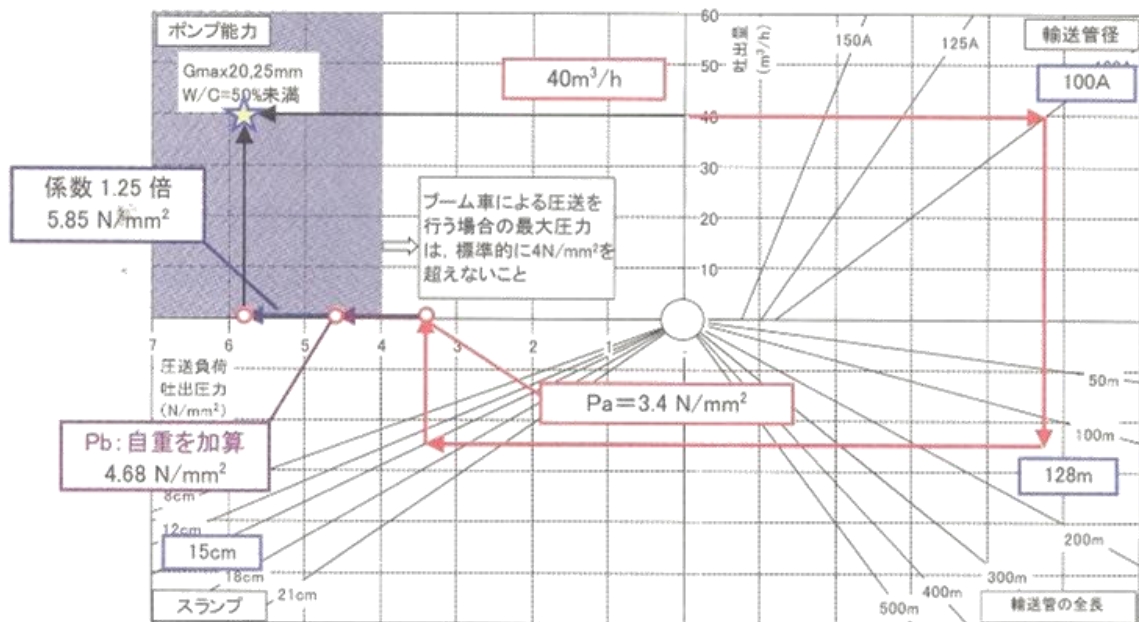 ポンプ能力
Gmax20,25mm
W/C=50%未満
40m³/h
60
50
40
30
20
10
吐出量
(m³/h)
150A
125A
輸送管径
100A
係数 1.25 倍
5.85 N/mm²
ブーム車による圧送を
行う場合の最大圧力
は、標準的に4N/mm²を
超えないこと
7
6
5
4
3
2
1
圧送負荷
吐出圧力
(N/mm²)
Pa=3.4 N/mm²
Pb:自重を加算
4.68 N/mm²
50m
100m
128m
200m
300m
400m
500m
8cm
12cm
15cm
18cm
21cm
スランプ
輸送管の全長